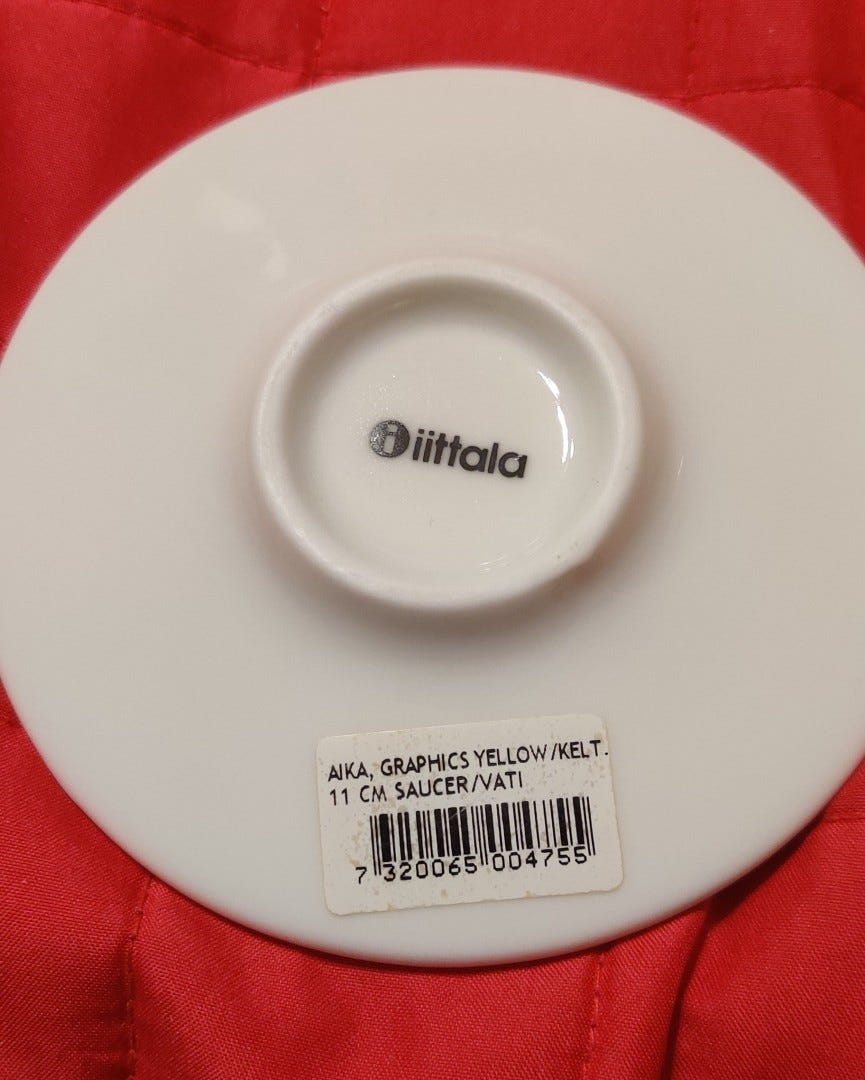 i iittala
AIKA, GRAPHICS YELLOW/KELT.
11 CM SAUCER/VATI
7 320065 004755